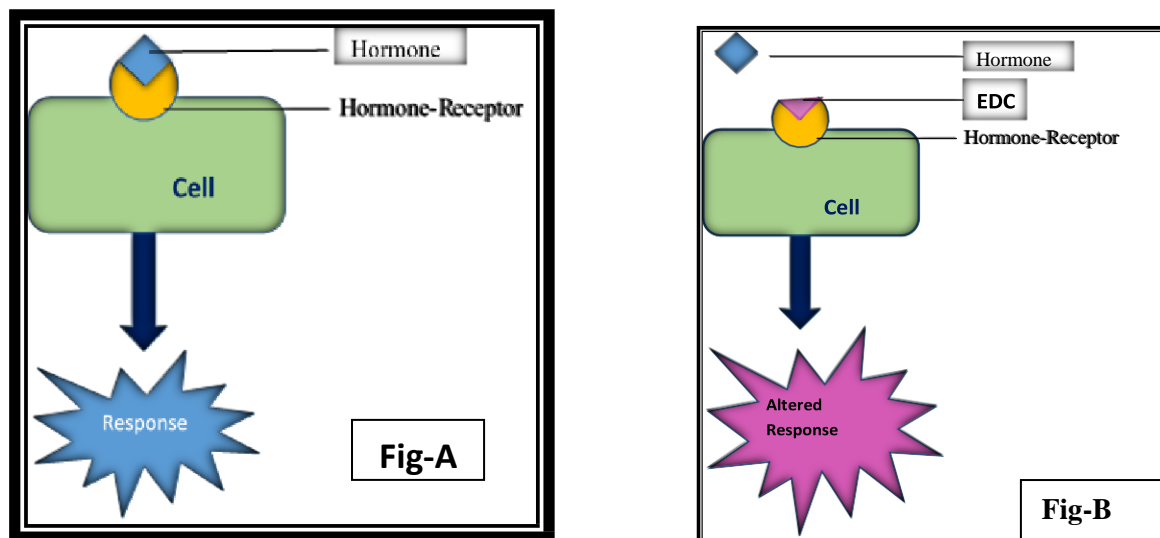 Hormone
Hormone-Receptor
Cell
Response
Fig-A
Hormone
EDC
Hormone-Receptor
Cell
Altered
Response
Fig-B